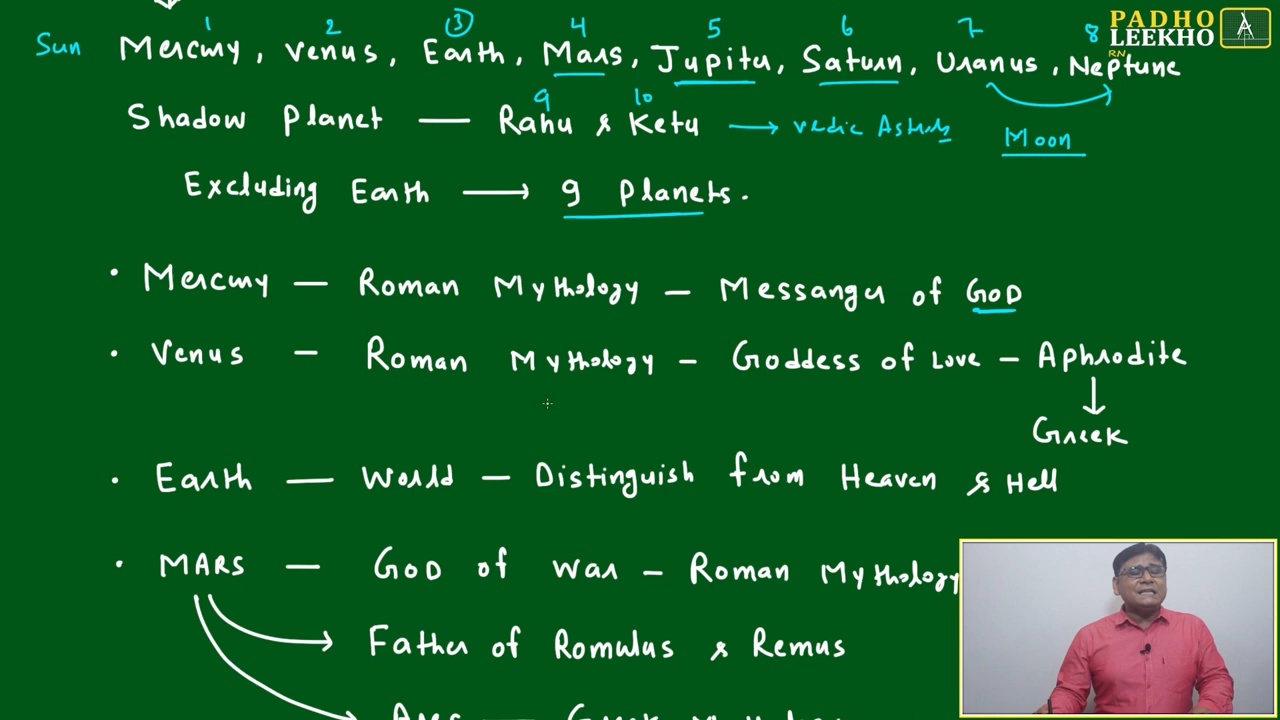 1 2 3 4 5 6 7 8
PADHO
LEEKHO
RN
Sun Mercury, Venus, Earth, Mars, Jupiter, Saturn, Uranus, Neptune
9 10
Shadow Planet — Rahu & Ketu → vedic Moon
Excluding Earth → 9 Planets.
• Mercury — Roman Mythology — Messanger of GOD
• Venus — Roman Mythology — Goddess of Love — Aphrodite
↓
Greek
• Earth — World — Distinguish from Heaven & Hell
• MARS — GOD of War — Roman Mythology
→ Father of Romulus & Remus